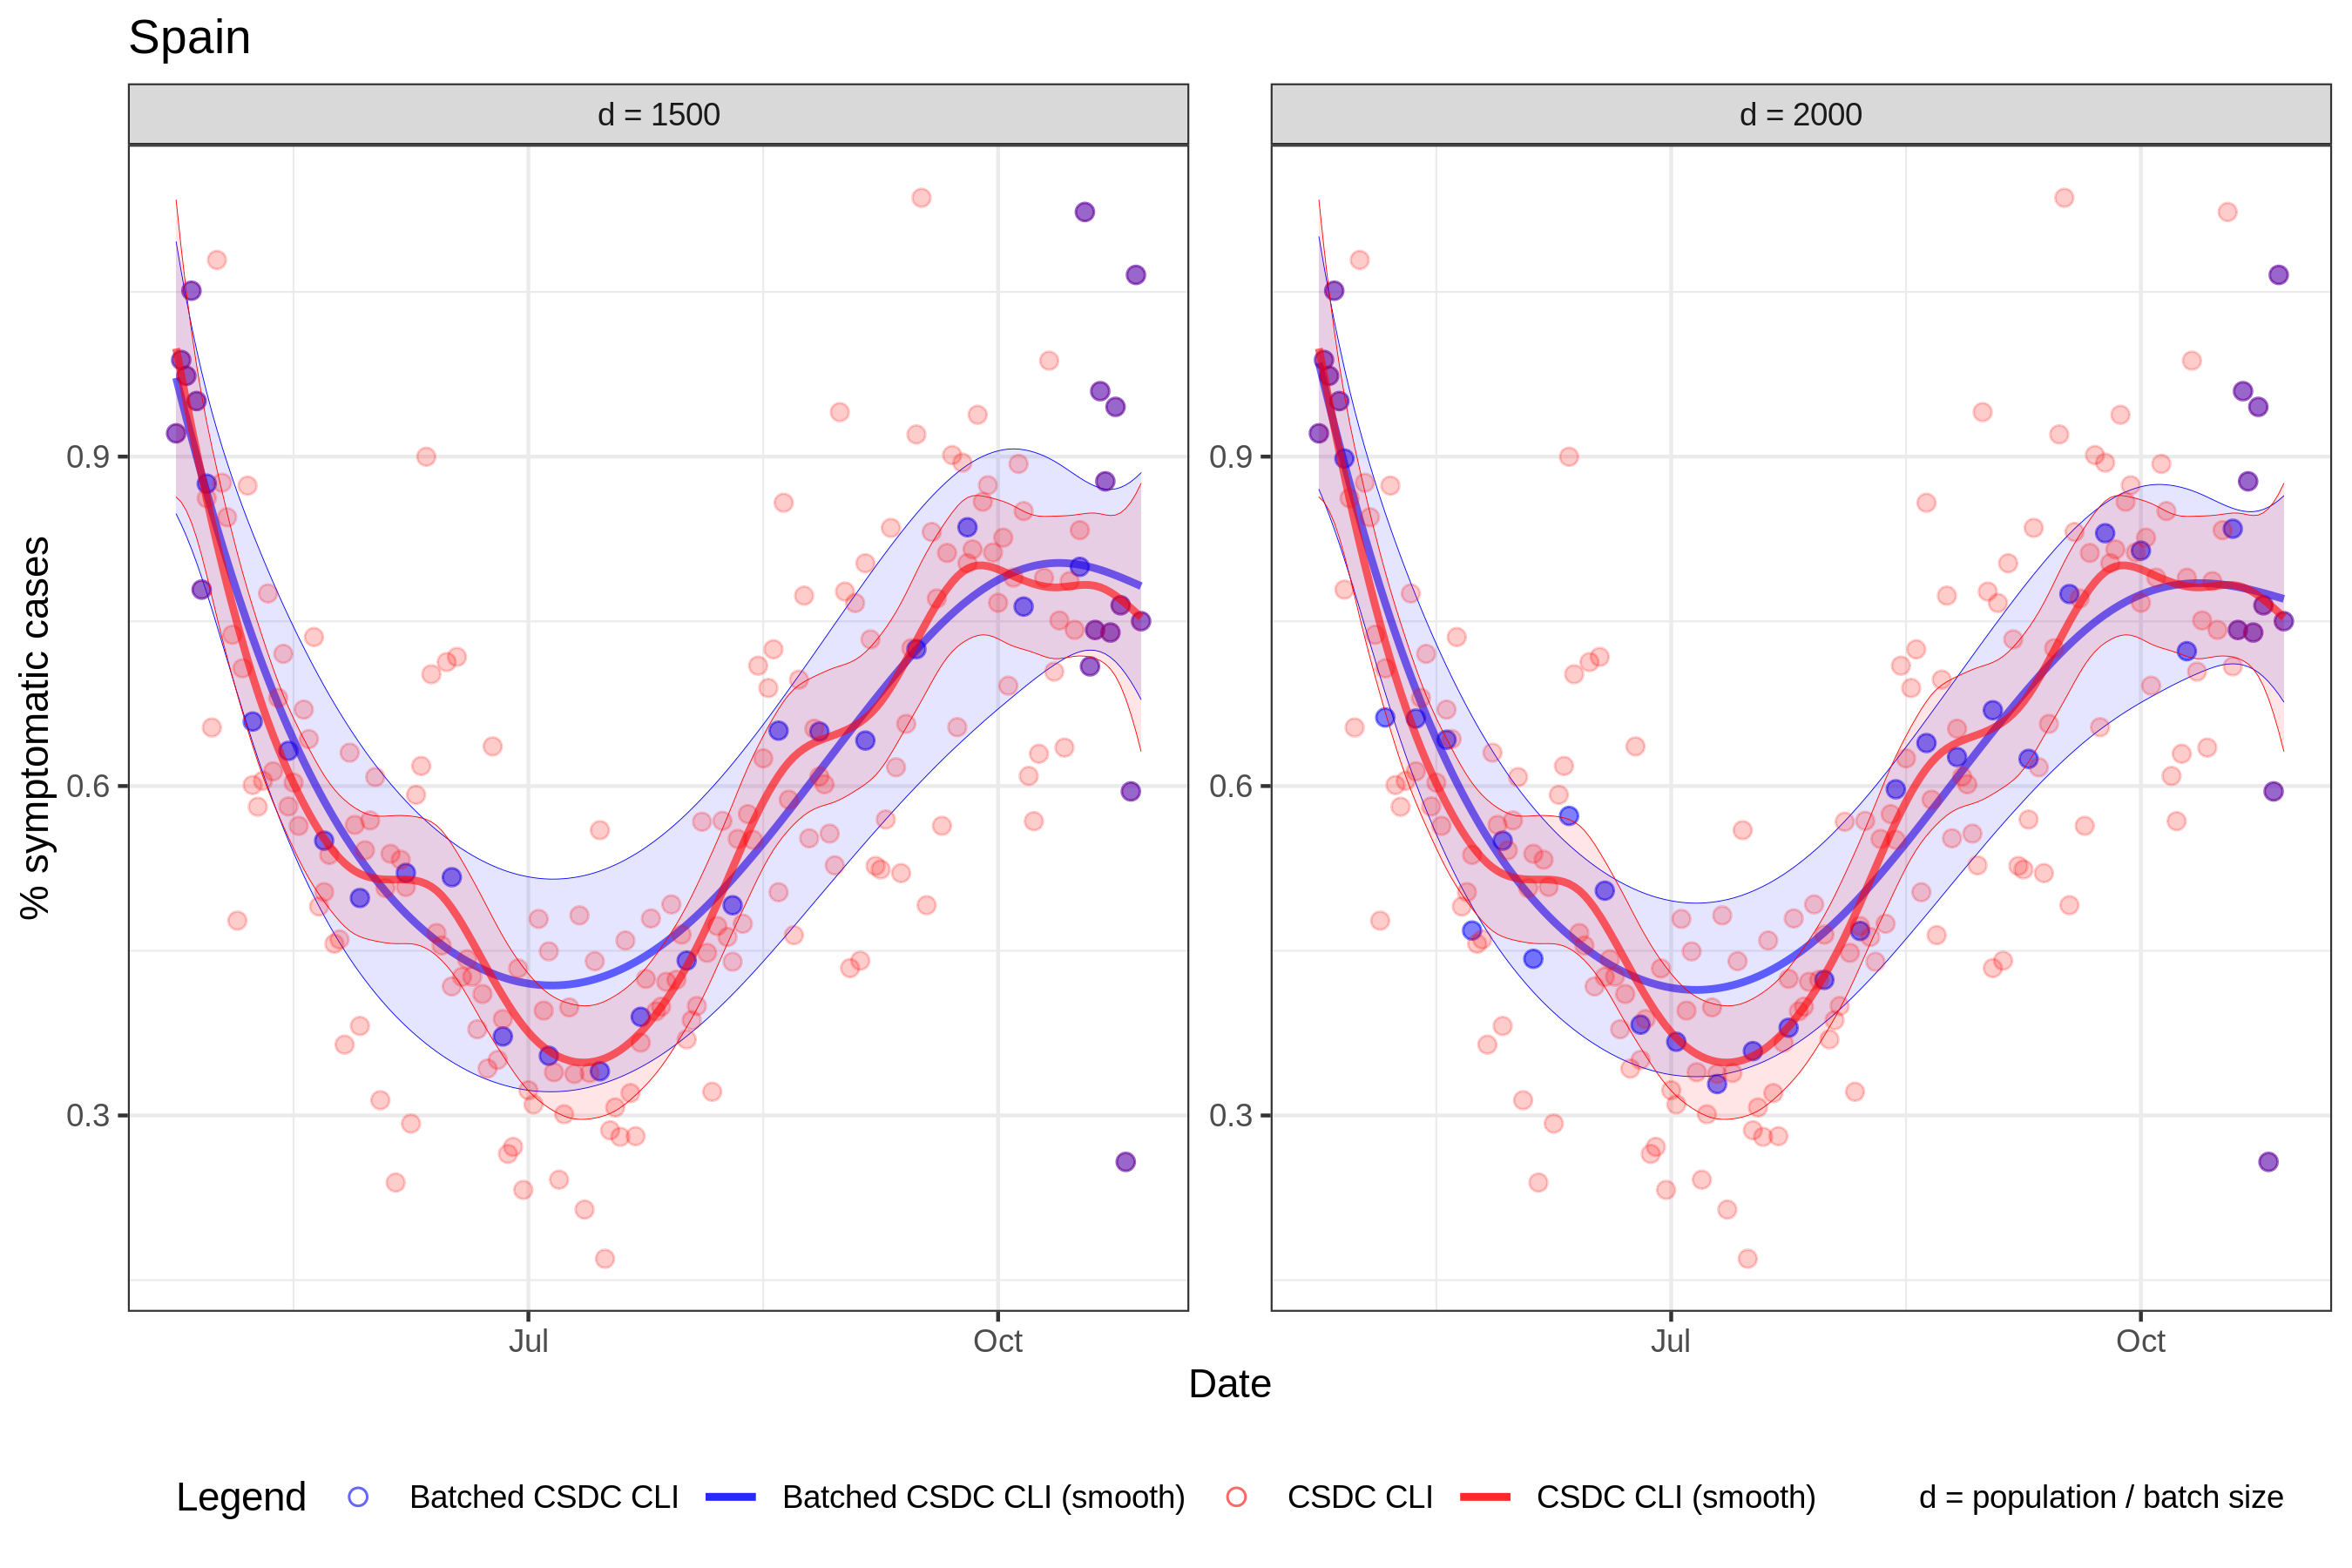 Spain
d = 1500
d = 2000
% symptomatic cases
0.9
0.6
0.3
0.9
0.6
0.3
Jul
Oct
Jul
Oct
Date
Legend Batched CSDC CLI Batched CSDC CLI (smooth) CSDC CLI CSDC CLI (smooth) d = population / batch size